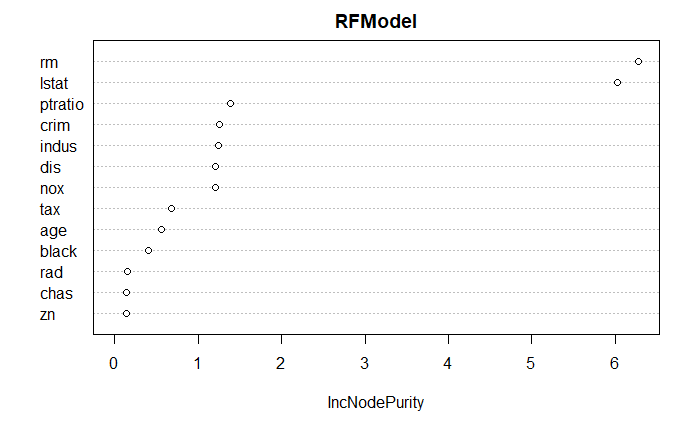 RFModel
rm
lstat
ptratio
crim
indus
dis
nox
tax
age
black
rad
chas
zn
0 1 2 3 4 5 6
IncNodePurity